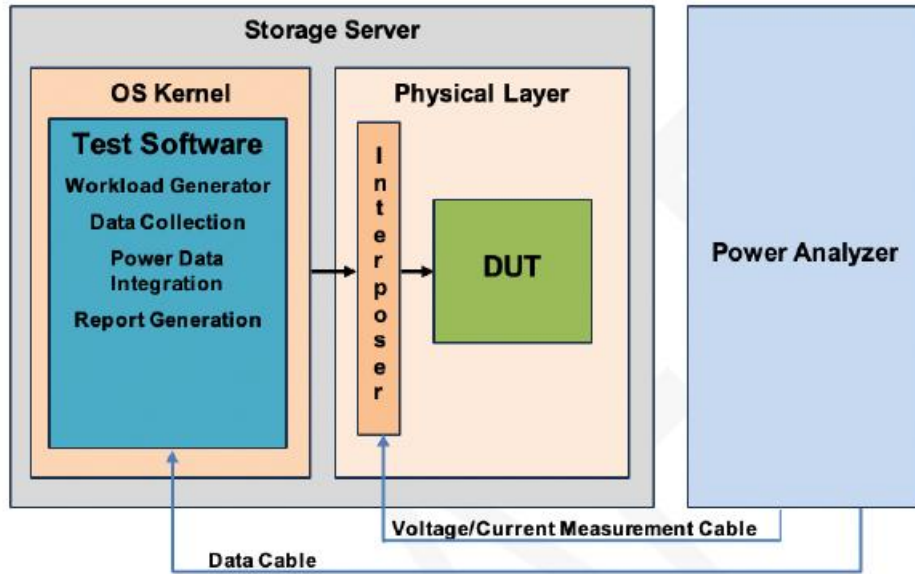 Storage Server
OS Kernel
Test Software
Workload Generator
Data Collection
Power Data
Integration
Report Generation
Physical Layer
Interposer
DUT
Power Analyzer
Voltage/Current Measurement Cable
Data Cable